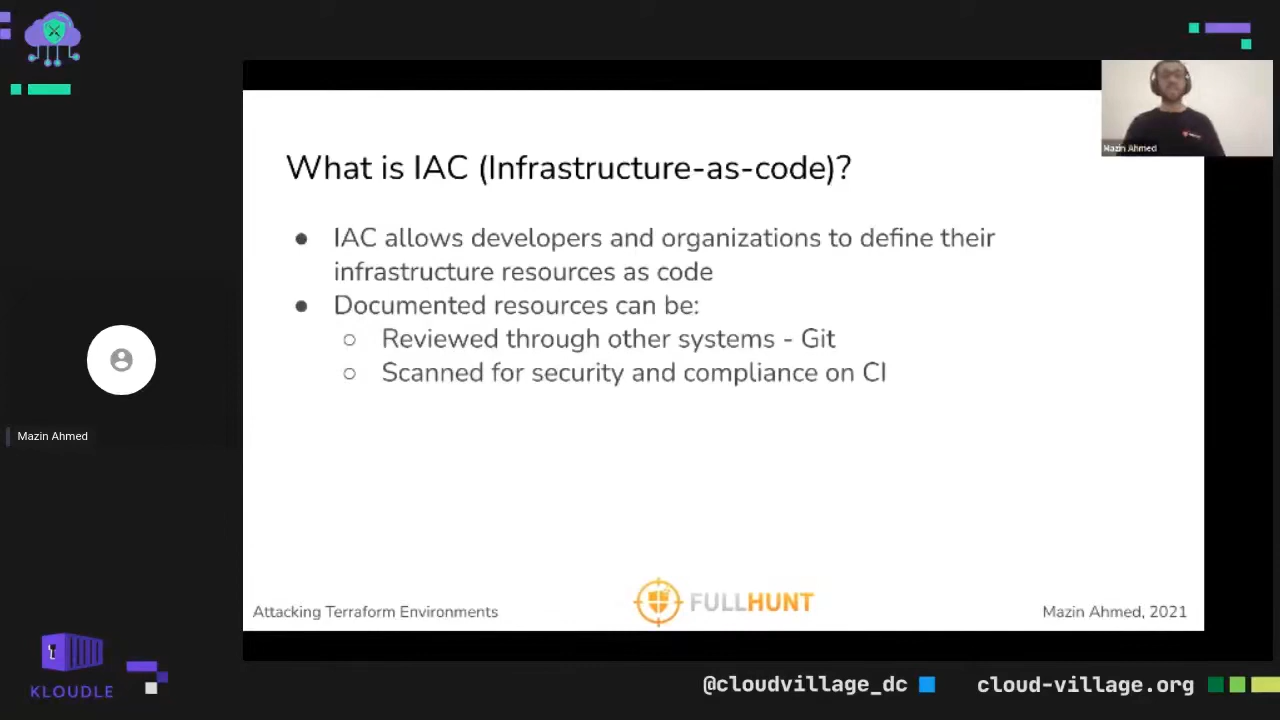 What is IAC (Infrastructure-as-code)?
● IAC allows developers and organizations to define their
infrastructure resources as code
● Documented resources can be:
○ Reviewed through other systems - Git
○ Scanned for security and compliance on CI
Attacking Terraform Environments
FULLHUNT
Mazin Ahmed, 2021
Mazin Ahmed
Mazin Ahmed
KLOUDLE
@cloudvillage_dc
cloud-village.org